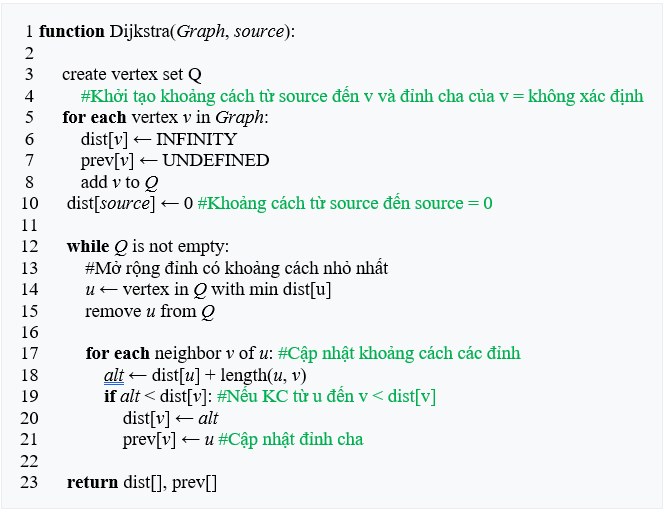 1 function Dijkstra(Graph, source):
2
3 create vertex set Q
4 #Khởi tạo khoảng cách từ source đến v và đỉnh cha của v = không xác định
5 for each vertex v in Graph:
6 dist[v] ← INFINITY
7 prev[v] ← UNDEFINED
8 add v to Q
10 dist[source] ← 0 #Khoảng cách từ source đến source = 0
11
12 while Q is not empty:
13 #Mở rộng đỉnh có khoảng cách nhỏ nhất
14 u ← vertex in Q with min dist[u]
15 remove u from Q
16
17 for each neighbor v of u: #Cập nhật khoảng cách các đỉnh
18 alt ← dist[u] + length(u, v)
19 if alt < dist[v]: #Nếu KC từ u đến v < dist[v]
20 dist[v] ← alt
21 prev[v] ← u #Cập nhật đỉnh cha
22
23 return dist[], prev[]